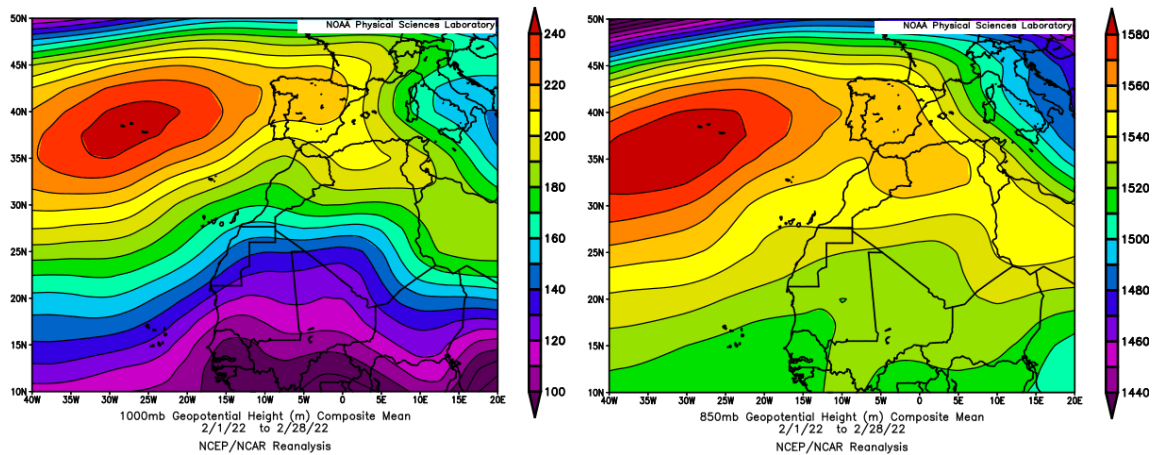 NOAA Physical Sciences Laboratory
50N
45N
40N
35N
30N
25N
20N
15N
10N
40W 35W 30W 25W 20W 15W 10W 5W 0 5E 10E 15E 20E
240
220
200
180
160
140
120
100
1000mb Geopotential Height (m) Composite Mean
2/1/22 to 2/28/22
NCEP/NCAR Reanalysis
NOAA Physical Sciences Laboratory
50N
45N
40N
35N
30N
25N
20N
15N
10N
40W 35W 30W 25W 20W 15W 10W 5W 0 5E 10E 15E 20E
1580
1560
1540
1520
1500
1480
1460
1440
850mb Geopotential Height (m) Composite Mean
2/1/22 to 2/28/22
NCEP/NCAR Reanalysis